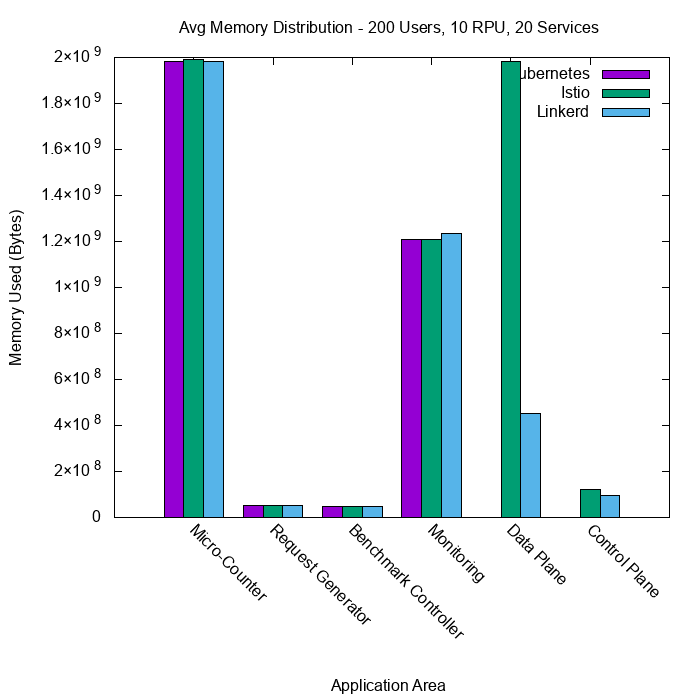 Avg Memory Distribution - 200 Users, 10 RPU, 20 Services
2×10⁹
1.8×10⁹
1.6×10⁹
1.4×10⁹
1.2×10⁹
1×10⁹
8×10⁸
6×10⁸
4×10⁸
2×10⁸
0
Memory Used (Bytes)
ubernetes
Istio
Linkerd
Micro-Counter
Request Generator
Benchmark Controller
Monitoring
Data Plane
Control Plane
Application Area